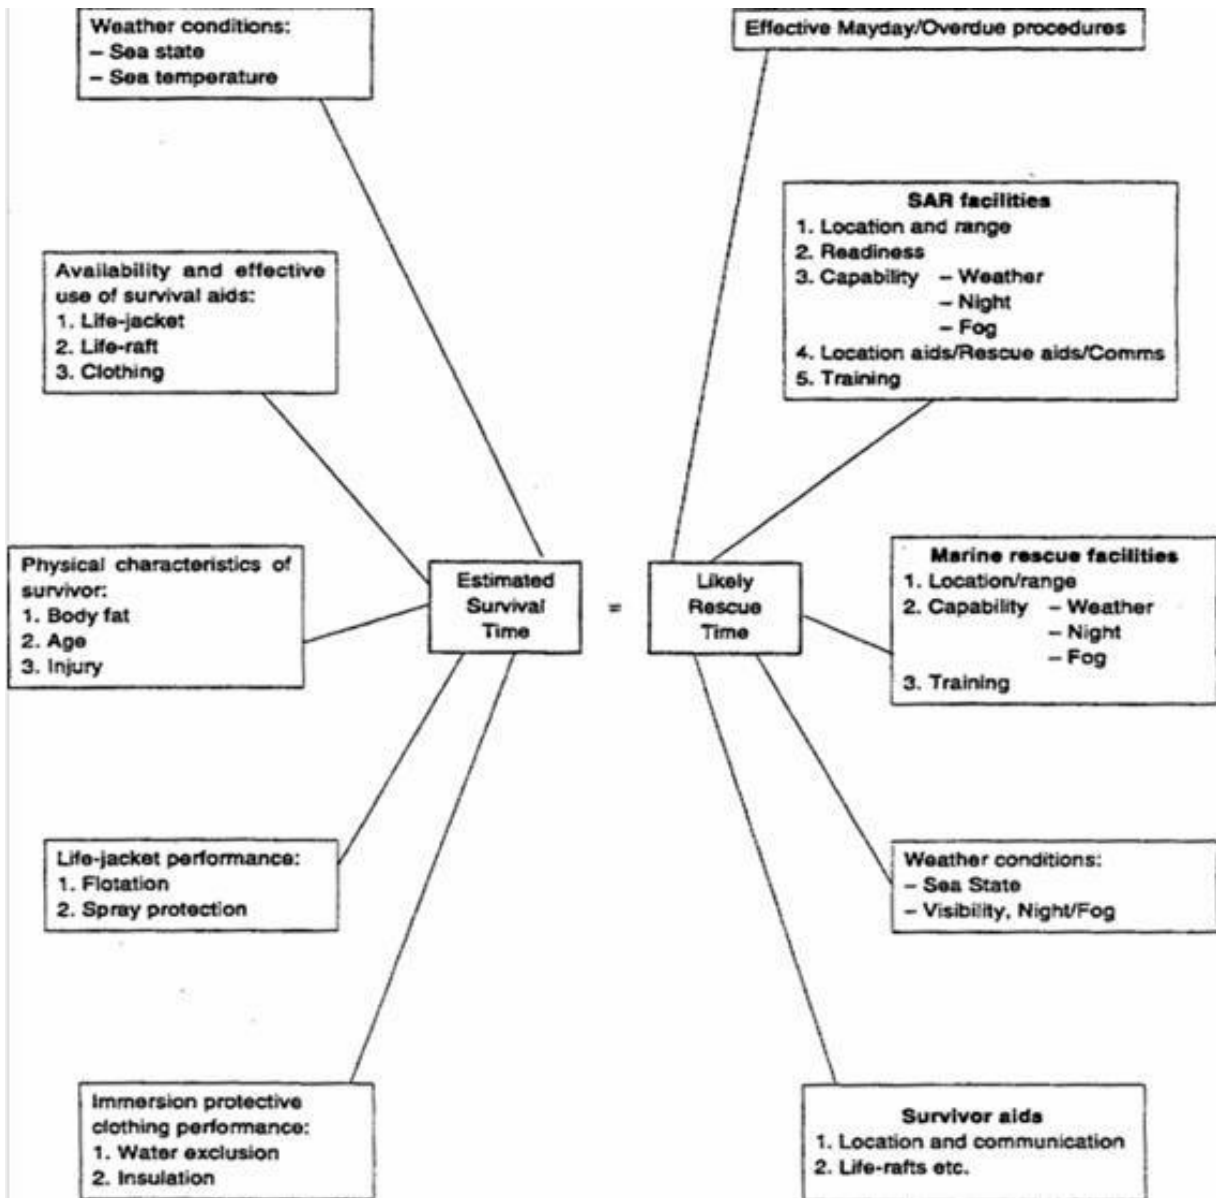 Weather conditions:
– Sea state
– Sea temperature
Effective Mayday/Overdue procedures
SAR facilities
1. Location and range
2. Readiness
3. Capability – Weather
– Night
– Fog
4. Location aids/Rescue aids/Comms
5. Training
Availability and effective
use of survival aids:
1. Life-jacket
2. Life-raft
3. Clothing
Physical characteristics of
survivor:
1. Body fat
2. Age
3. Injury
Estimated
Survival
Time
=
Likely
Rescue
Time
Marine rescue facilities
1. Location/range
2. Capability – Weather
– Night
– Fog
3. Training
Life-jacket performance:
1. Flotation
2. Spray protection
Weather conditions:
– Sea State
– Visibility, Night/Fog
Immersion protective
clothing performance:
1. Water exclusion
2. Insulation
Survivor aids
1. Location and communication
2. Life-rafts etc.